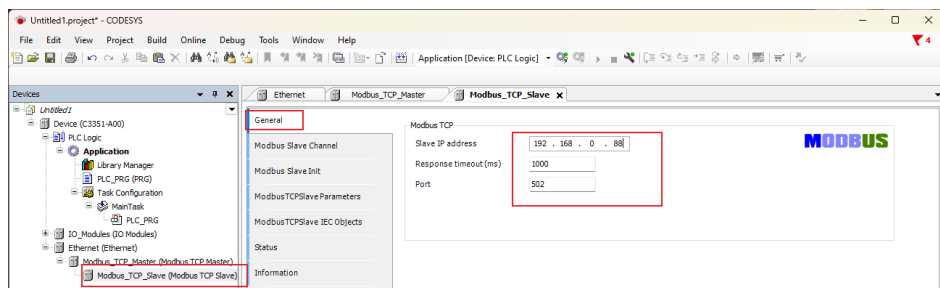 Untitled1.project* - CODESYS
File Edit View Project Build Online Debug Tools Window Help
4
Application [Device: PLC Logic]
Devices
Ethernet Modbus_TCP_Master Modbus_TCP_Slave
Untitled1
Device (C3351-A00)
PLC Logic
Application
Library Manager
PLC_PRG (PRG)
Task Configuration
MainTask
PLC_PRG
IO_Modules (IO Modules)
Ethernet (Ethernet)
Modbus_TCP_Master (Modbus TCP Master)
Modbus_TCP_Slave (Modbus TCP Slave)
General
Modbus Slave Channel
Modbus Slave Init
ModbusTCPSlave Parameters
ModbusTCPSlave IEC Objects
Status
Information
Modbus TCP
Slave IP address 192 . 168 . 0 . 88
Response timeout (ms) 1000
Port 502
MODBUS